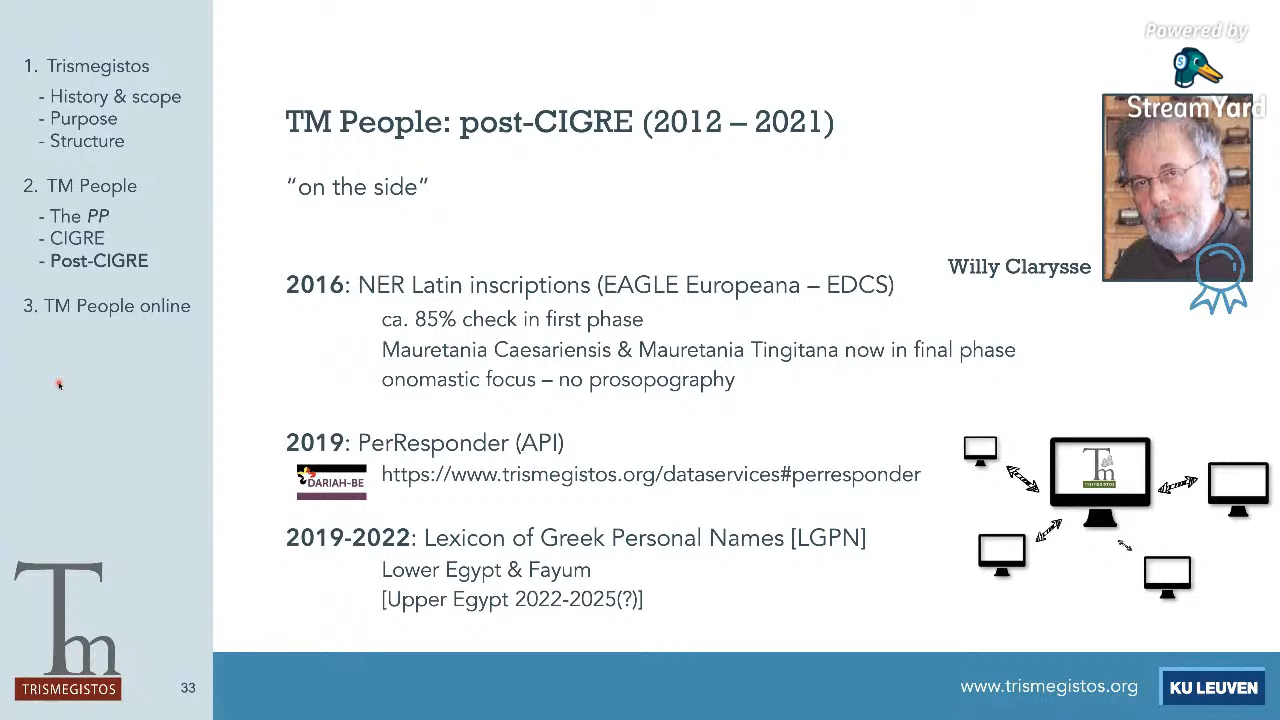 Powered by
StreamYard
1. Trismegistos
- History & scope
- Purpose
- Structure
2. TM People
- The PP
- CIGRE
- Post-CIGRE
3. TM People online
TM People: post-CIGRE (2012 – 2021)
“on the side”
Willy Clarysse
2016: NER Latin inscriptions (EAGLE Europeana – EDCS)
ca. 85% check in first phase
Mauretania Caesariensis & Mauretania Tingitana now in final phase
onomastic focus – no prosopography
2019: PerResponder (API)
DARIAH-BE
https://www.trismegistos.org/dataservices#perresponder
2019-2022: Lexicon of Greek Personal Names [LGPN]
Lower Egypt & Fayum
[Upper Egypt 2022-2025(?)]
Tm
TRISMEGISTOS
Tm
TRISMEGISTOS
33
www.trismegistos.org
KU LEUVEN